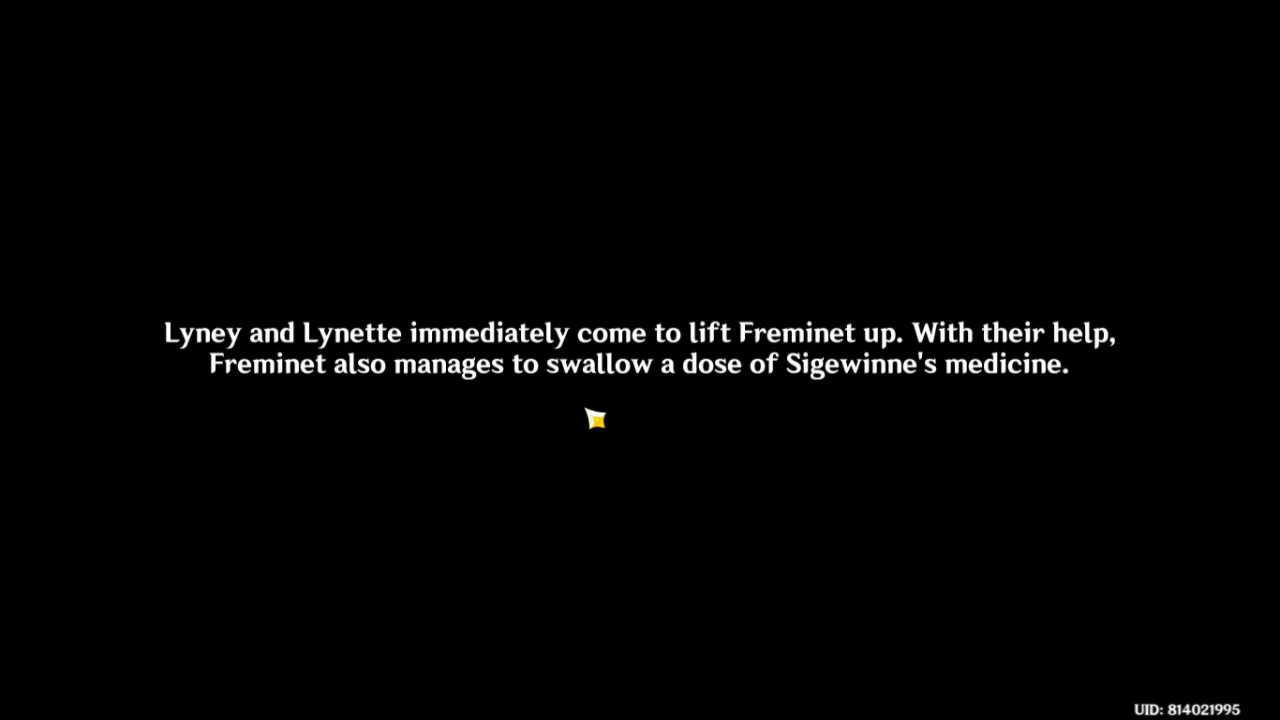 Lyney and Lynette immediately come to lift Freminet up. With their help,
Freminet also manages to swallow a dose of Sigewinne's medicine.
UID: 814021995